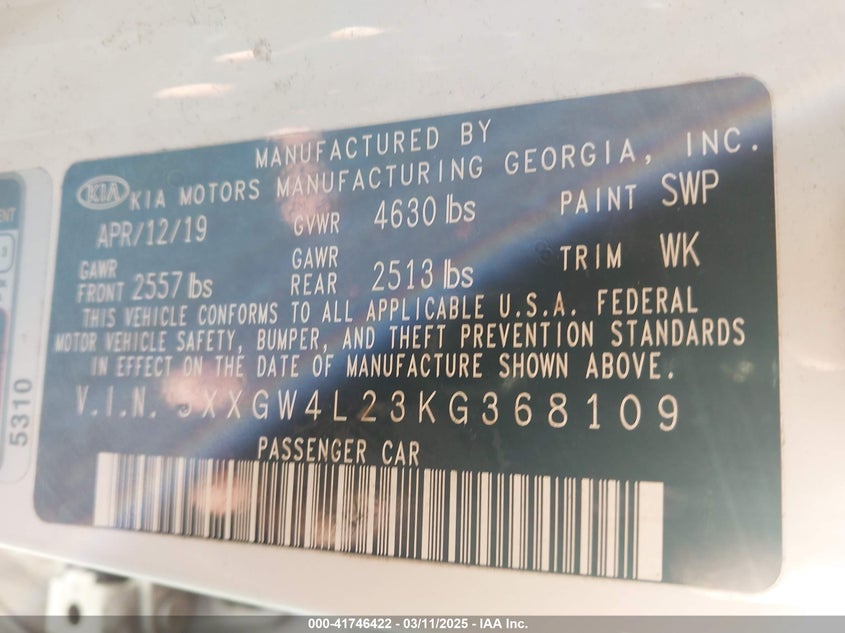 MANUFACTURED BY
KIA KIA MOTORS MANUFACTURING GEORGIA, INC.
APR/12/19 GVWR 4630 lbs PAINT SWP
GAWR FRONT 2557 lbs GAWR REAR 2513 lbs TRIM WK
THIS VEHICLE CONFORMS TO ALL APPLICABLE U.S.A. FEDERAL
MOTOR VEHICLE SAFETY, BUMPER, AND THEFT PREVENTION STANDARDS
IN EFFECT ON THE DATE OF MANUFACTURE SHOWN ABOVE.
V.I.N. 5XXGW4L23KG368109
PASSENGER CAR
5310
000-41746422 - 03/11/2025 - IAA Inc.